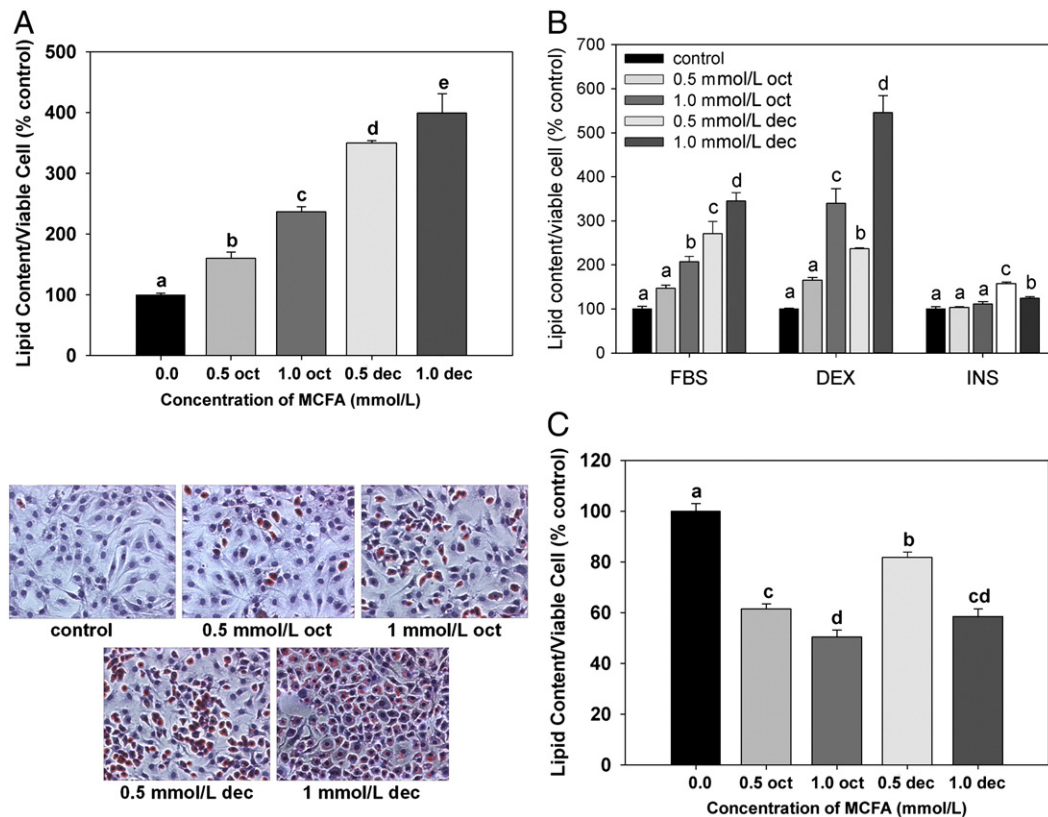 A
Lipid Content/Viable Cell (% control)
500
400
300
200
100
0
a
b
c
d
e
0.0
0.5 oct
1.0 oct
0.5 dec
1.0 dec
Concentration of MCFA (mmol/L)
B
Lipid content/viable cell (% control)
700
600
500
400
300
200
100
0
control
0.5 mmol/L oct
1.0 mmol/L oct
0.5 mmol/L dec
1.0 mmol/L dec
a
a
b
c
d
a
a
c
b
d
a
a
a
c
b
FBS
DEX
INS
control
0.5 mmol/L oct
1 mmol/L oct
0.5 mmol/L dec
1 mmol/L dec
C
Lipid Content/Viable Cell (% control)
120
100
80
60
40
20
0
a
c
d
b
cd
0.0
0.5 oct
1.0 oct
0.5 dec
1.0 dec
Concentration of MCFA (mmol/L)